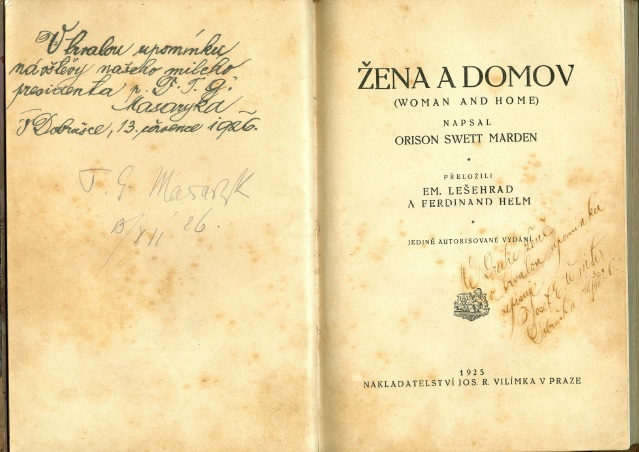 V trvalou upomínku
návštěvy našeho milého
presidenta p. D. T. G.
Masaryka
V Dobrušce, 13. července 1926.
T. G. Masaryk
13/VII 26.
ŽENA A DOMOV
(WOMAN AND HOME)
NAPSAL
ORISON SWETT MARDEN
PŘELOŽILI
EM. LEŠEHRAD
A FERDINAND HELM
JEDINĚ AUTORISOVANÉ VYDÁNÍ
ženě
v trvalou upomínku
1925
NAKLADATELSTVÍ JOS. R. VILÍMKA V PRAZE